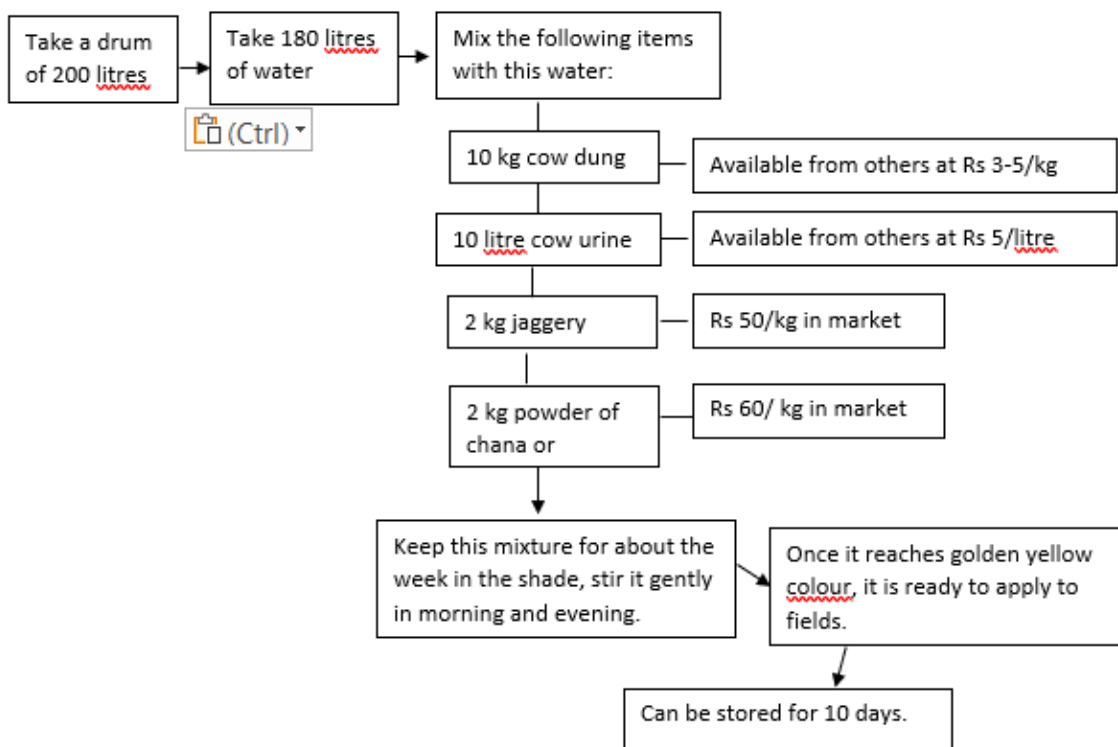 Take a drum
of 200 litres
Take 180 litres
of water
Mix the following items
with this water:
(Ctrl)
10 kg cow dung
Available from others at Rs 3-5/kg
10 litre cow urine
Available from others at Rs 5/litre
2 kg jaggery
Rs 50/kg in market
2 kg powder of
chana or
Rs 60/ kg in market
Keep this mixture for about the
week in the shade, stir it gently
in morning and evening.
Once it reaches golden yellow
colour, it is ready to apply to
fields.
Can be stored for 10 days.